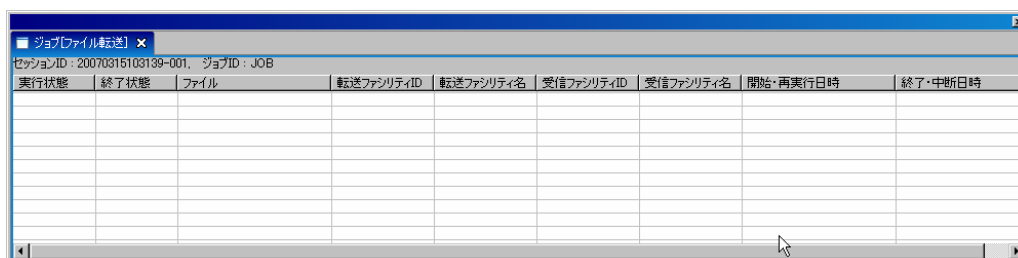 ジョブ[ファイル転送]
セッションID : 20070315103139-001, ジョブID : JOB
実行状態 終了状態 ファイル 転送ファシリティID 転送ファシリティ名 受信ファシリティID 受信ファシリティ名 開始・再実行日時 終了・中断日時